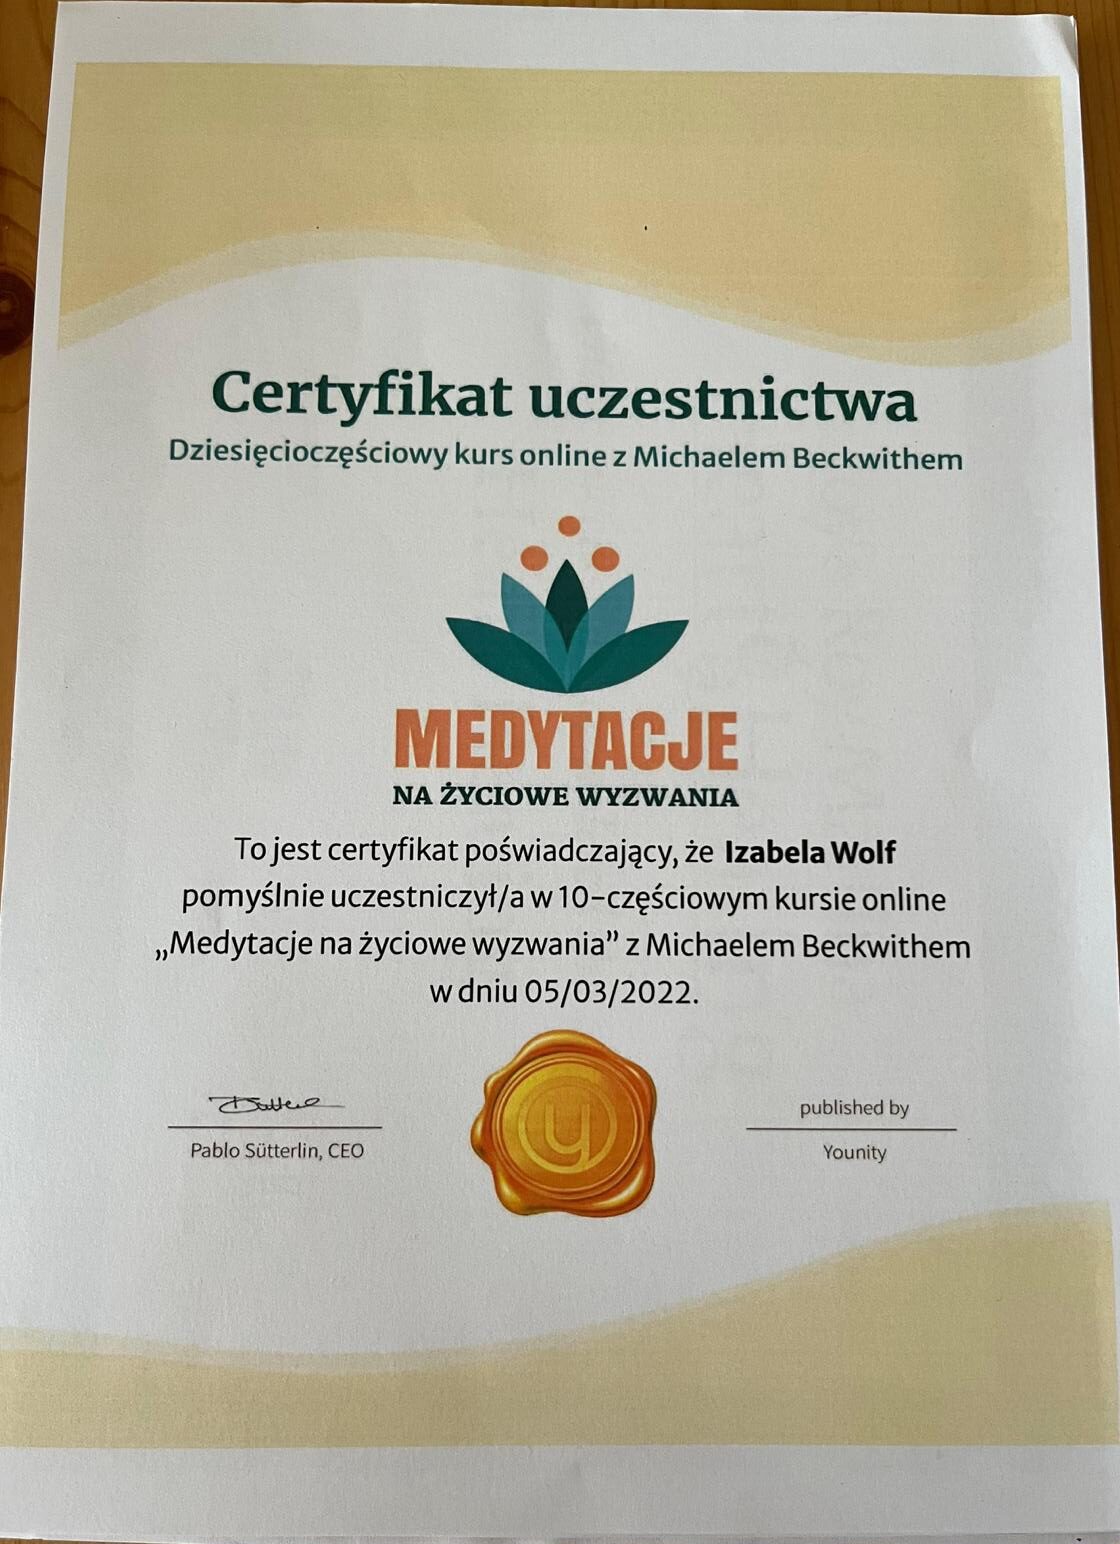 Certyfikat uczestnictwa
Dziesięcioczęściowy kurs online z Michaelem Beckwithem
MEDYTACJE
NA ŻYCIOWE WYZWANIA
To jest certyfikat poświadczający, że Izabela Wolf
pomyślnie uczestniczył/a w 10-częściowym kursie online
„Medytacje na życiowe wyzwania” z Michaelem Beckwithem
w dniu 05/03/2022.
y
Pablo Sütterlin, CEO
published by
Younity